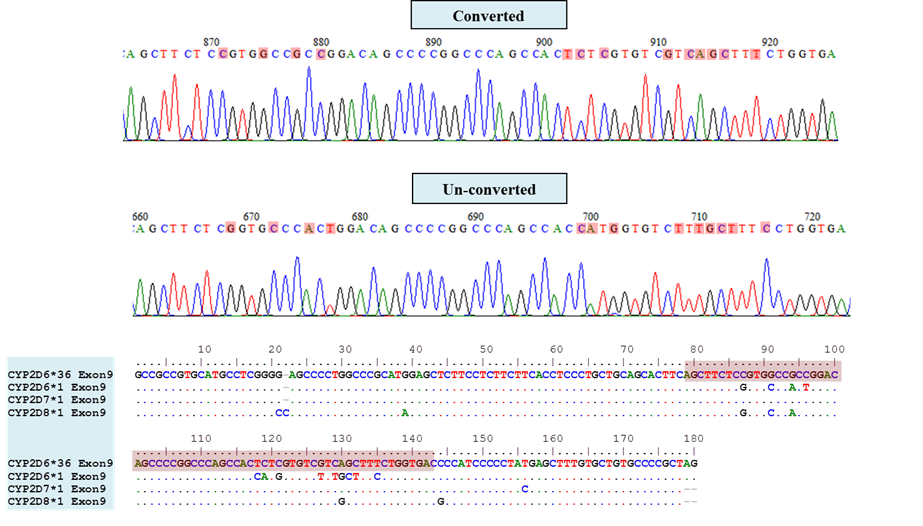 Converted
870 880 890 900 910 920
A G C T T C T C C G T G G C C G C C G G A C A G C C C C G G C C C A G C C A C T C T C G T G T C G T C A G C T T T C T G G T G A
Un-converted
660 670 680 690 700 710 720
A G C T T C T C G G T G C C C A C T G G A C A G C C C C G G C C C A G C C A C C A T G G T G T C T T T G C T T T C C T G G T G A
10 20 30 40 50 60 70 80 90 100
CYP2D6*36 Exon9 GCCGCCGTGCATGCCTCGGGG-AGCCCCTGGCCCGCATGGAGCTCTTCCTCTTCTTCACCTCCCTGCTGCAGCACTTCAGCTTCTCCGTGGCCGCCGGAC
CYP2D6*1 Exon9 .....................-................................................................G...C..A.T....
CYP2D7*1 Exon9 .....................-..............................................................................
CYP2D8*1 Exon9 ....................CC................A...............................................G...C..A......
110 120 130 140 150 160 170 180
CYP2D6*36 Exon9 AGCCCCGGCCCAGCCACTCTCGTGTCGTCAGCTTTCTGGTGACCCCATCCCCCTATGAGCTTTGTGCTGTGCCCCGCTAG
CYP2D6*1 Exon9 .................CA.G.....T.TGCT..C.............................................
CYP2D7*1 Exon9 .......................................................C......................--
CYP2D8*1 Exon9 .............................G.............G..................................--